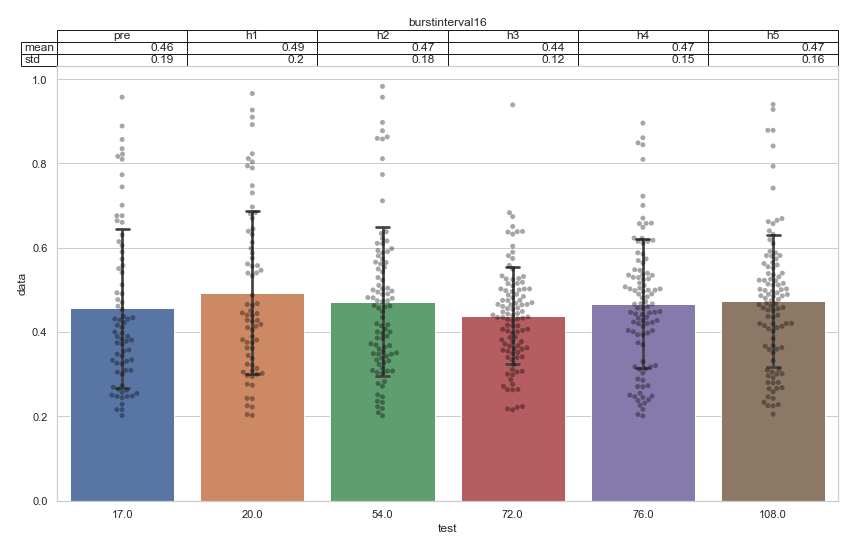 burstinterval16
pre h1 h2 h3 h4 h5
mean 0.46 0.49 0.47 0.44 0.47 0.47
std 0.19 0.2 0.18 0.12 0.15 0.16
1.0
0.8
0.6
data
0.4
0.2
0.0
17.0 20.0 54.0 72.0 76.0 108.0
test